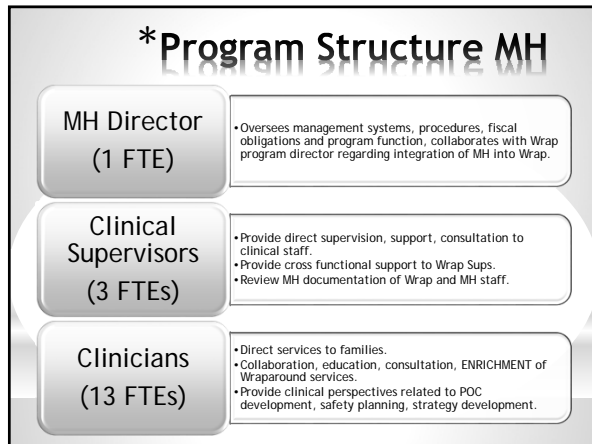 *Program Structure MH
MH Director
(1 FTE)
•Oversees management systems, procedures, fiscal
obligations and program function, collaborates with Wrap
program director regarding integration of MH into Wrap.
Clinical
Supervisors
(3 FTEs)
•Provide direct supervision, support, consultation to
clinical staff.
•Provide cross functional support to Wrap Sups.
•Review MH documentation of Wrap and MH staff.
Clinicians
(13 FTEs)
•Direct services to families.
•Collaboration, education, consultation, ENRICHMENT of
Wraparound services.
•Provide clinical perspectives related to POC
development, safety planning, strategy development.